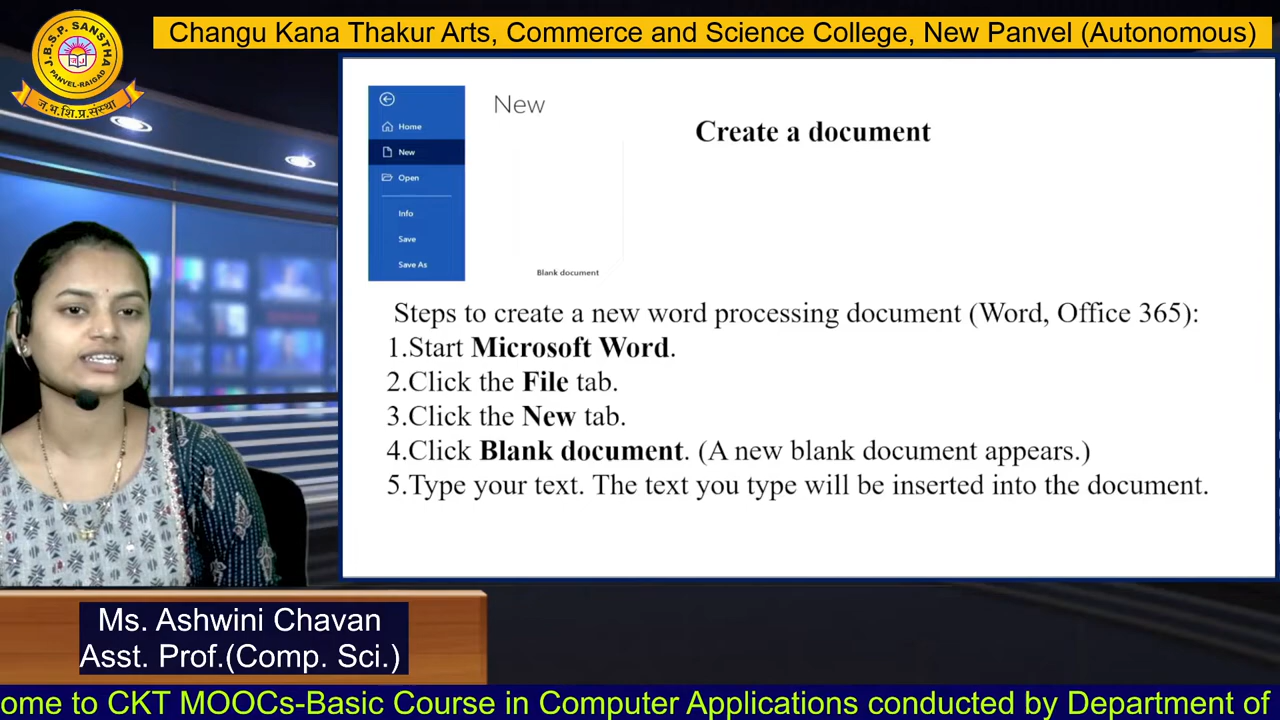 J.B.S.P. SANSTHA
PANVEL-RAIGAD
ज.भ.शि.प्र.संस्था
Changu Kana Thakur Arts, Commerce and Science College, New Panvel (Autonomous)
Home
New
Open
Info
Save
Save As
New
Blank document
Create a document
Steps to create a new word processing document (Word, Office 365):
1.Start Microsoft Word.
2.Click the File tab.
3.Click the New tab.
4.Click Blank document. (A new blank document appears.)
5.Type your text. The text you type will be inserted into the document.
Ms. Ashwini Chavan
Asst. Prof.(Comp. Sci.)
ome to CKT MOOCs-Basic Course in Computer Applications conducted by Department of